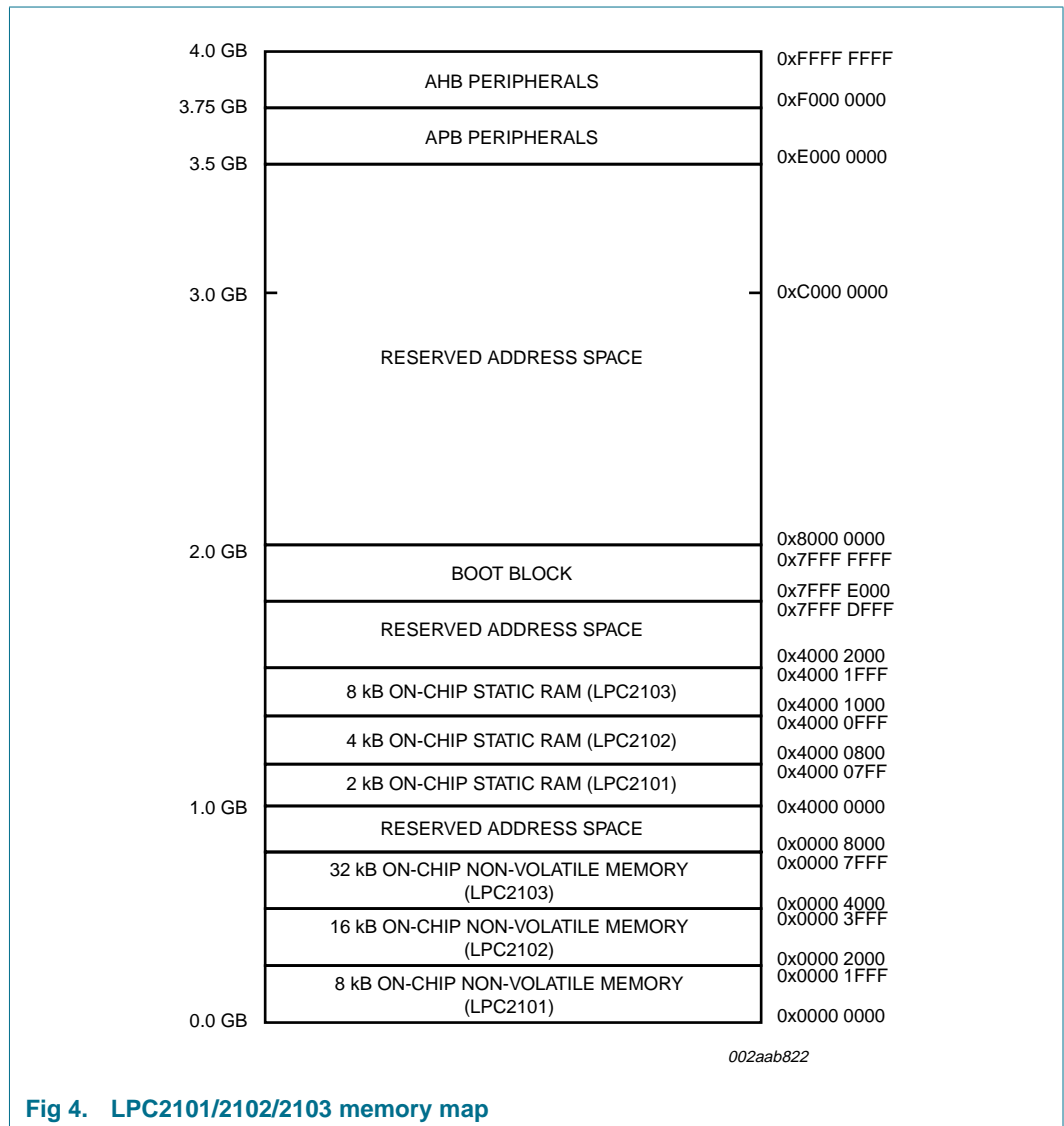 4.0 GB
0xFFFF FFFF
AHB PERIPHERALS
3.75 GB
0xF000 0000
APB PERIPHERALS
3.5 GB
0xE000 0000
3.0 GB
0xC000 0000
RESERVED ADDRESS SPACE
2.0 GB
0x8000 0000
0x7FFF FFFF
BOOT BLOCK
0x7FFF E000
0x7FFF DFFF
RESERVED ADDRESS SPACE
0x4000 2000
0x4000 1FFF
8 kB ON-CHIP STATIC RAM (LPC2103)
0x4000 1000
0x4000 0FFF
4 kB ON-CHIP STATIC RAM (LPC2102)
0x4000 0800
0x4000 07FF
2 kB ON-CHIP STATIC RAM (LPC2101)
1.0 GB
0x4000 0000
RESERVED ADDRESS SPACE
0x0000 8000
0x0000 7FFF
32 kB ON-CHIP NON-VOLATILE MEMORY
(LPC2103)
0x0000 4000
0x0000 3FFF
16 kB ON-CHIP NON-VOLATILE MEMORY
(LPC2102)
0x0000 2000
0x0000 1FFF
8 kB ON-CHIP NON-VOLATILE MEMORY
(LPC2101)
0.0 GB
0x0000 0000
002aab822
Fig 4. LPC2101/2102/2103 memory map